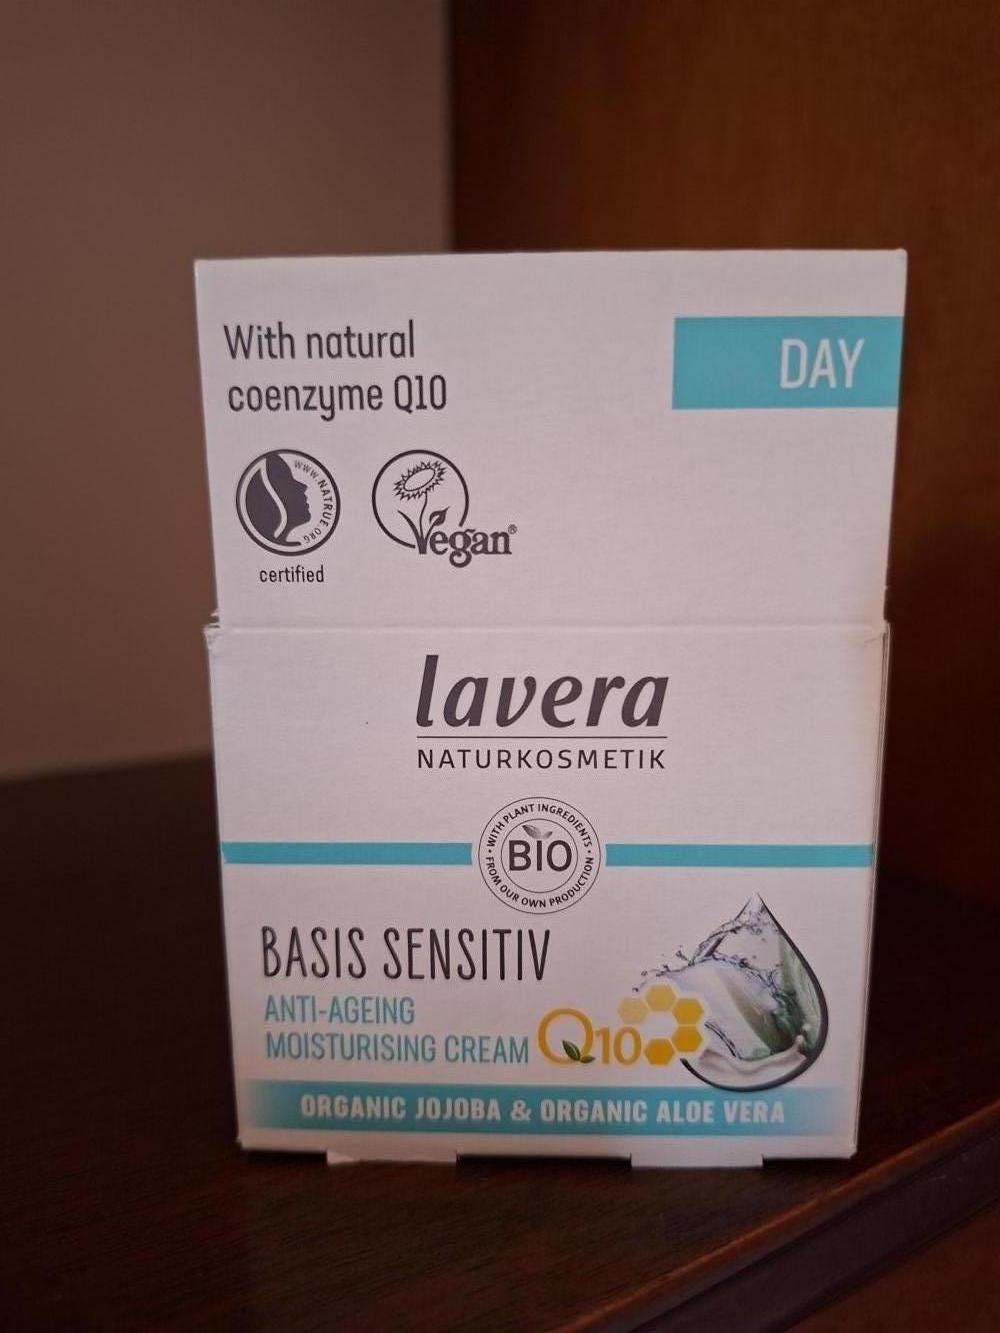 With natural
coenzyme Q10
DAY
WWW.NATRUE.ORG
certified
Vegan®
lavera
NATURKOSMETIK
WITH PLANT INGREDIENTS
BIO
FROM OUR OWN PRODUCTION
BASIS SENSITIV
ANTI-AGEING
MOISTURISING CREAM
Q10
ORGANIC JOJOBA & ORGANIC ALOE VERA